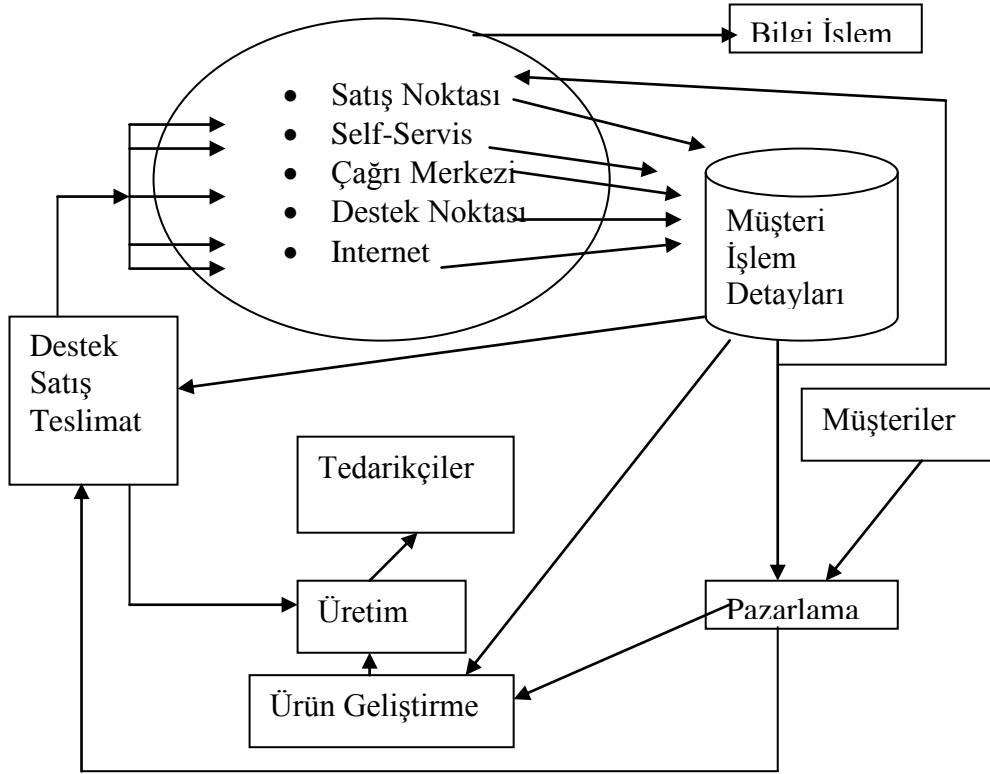 Bilgi İşlem
• Satış Noktası
• Self-Servis
• Çağrı Merkezi
• Destek Noktası
• Internet
Müşteri
İşlem
Detayları
Destek
Satış
Teslimat
Müşteriler
Tedarikçiler
Üretim
Pazarlama
Ürün Geliştirme